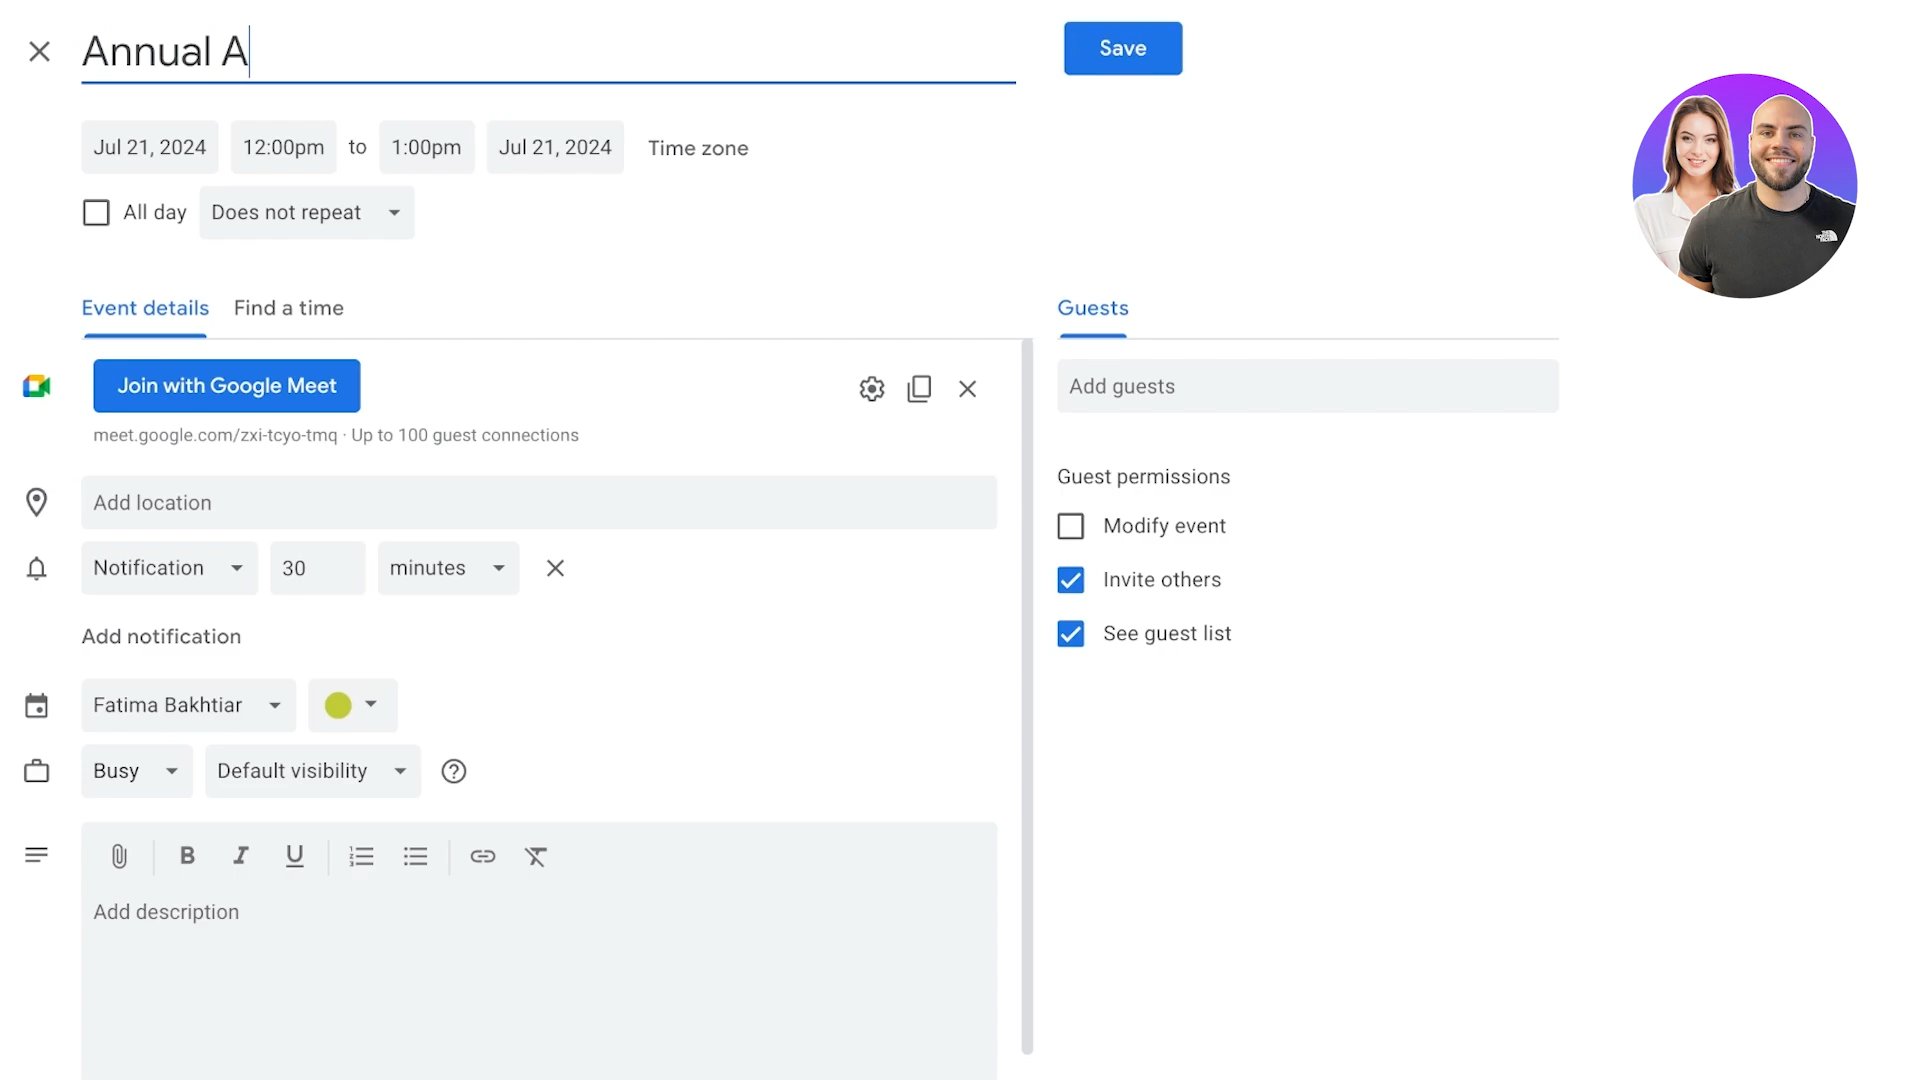 Annual A
Save
Jul 21, 2024 12:00pm to 1:00pm Jul 21, 2024 Time zone
All day Does not repeat
Event details Find a time
Guests
Join with Google Meet
meet.google.com/zxi-tcyo-tmq · Up to 100 guest connections
Add location
Notification 30 minutes
Add notification
Fatima Bakhtiar
Busy Default visibility
B I U
Add description
Add guests
Guest permissions
Modify event
Invite others
See guest list